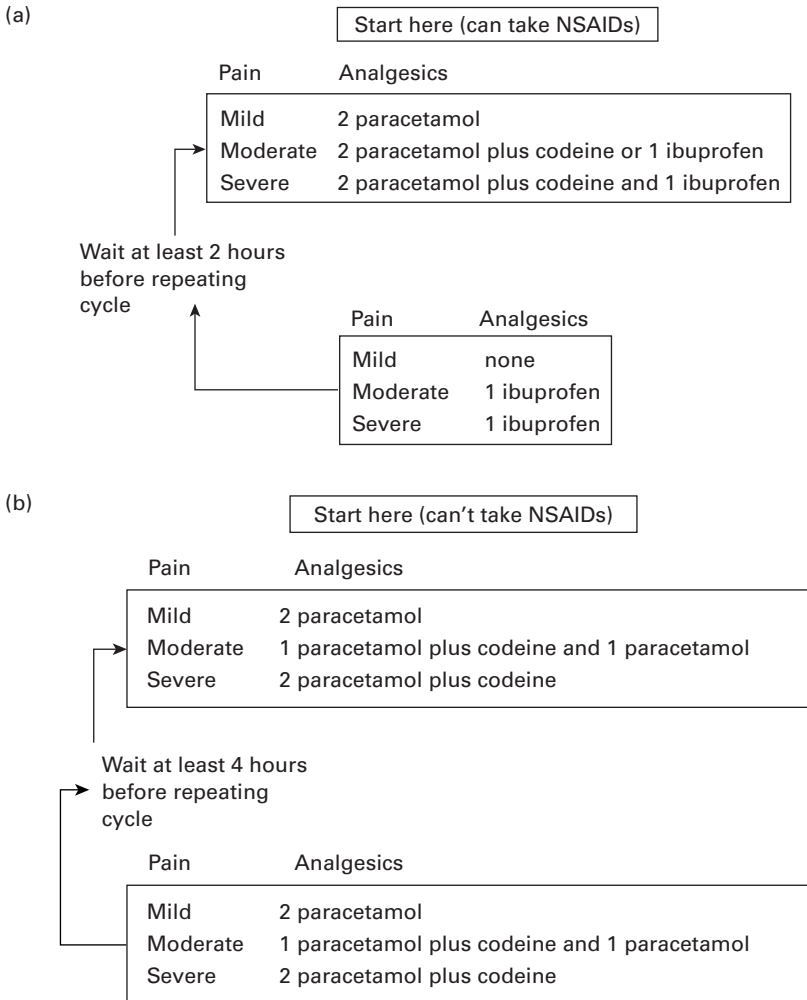 (a)
Start here (can take NSAIDs)
Pain Analgesics
Mild 2 paracetamol
Moderate 2 paracetamol plus codeine or 1 ibuprofen
Severe 2 paracetamol plus codeine and 1 ibuprofen
Wait at least 2 hours
before repeating
cycle
Pain Analgesics
Mild none
Moderate 1 ibuprofen
Severe 1 ibuprofen
(b)
Start here (can't take NSAIDs)
Pain Analgesics
Mild 2 paracetamol
Moderate 1 paracetamol plus codeine and 1 paracetamol
Severe 2 paracetamol plus codeine
Wait at least 4 hours
before repeating
cycle
Pain Analgesics
Mild 2 paracetamol
Moderate 1 paracetamol plus codeine and 1 paracetamol
Severe 2 paracetamol plus codeine